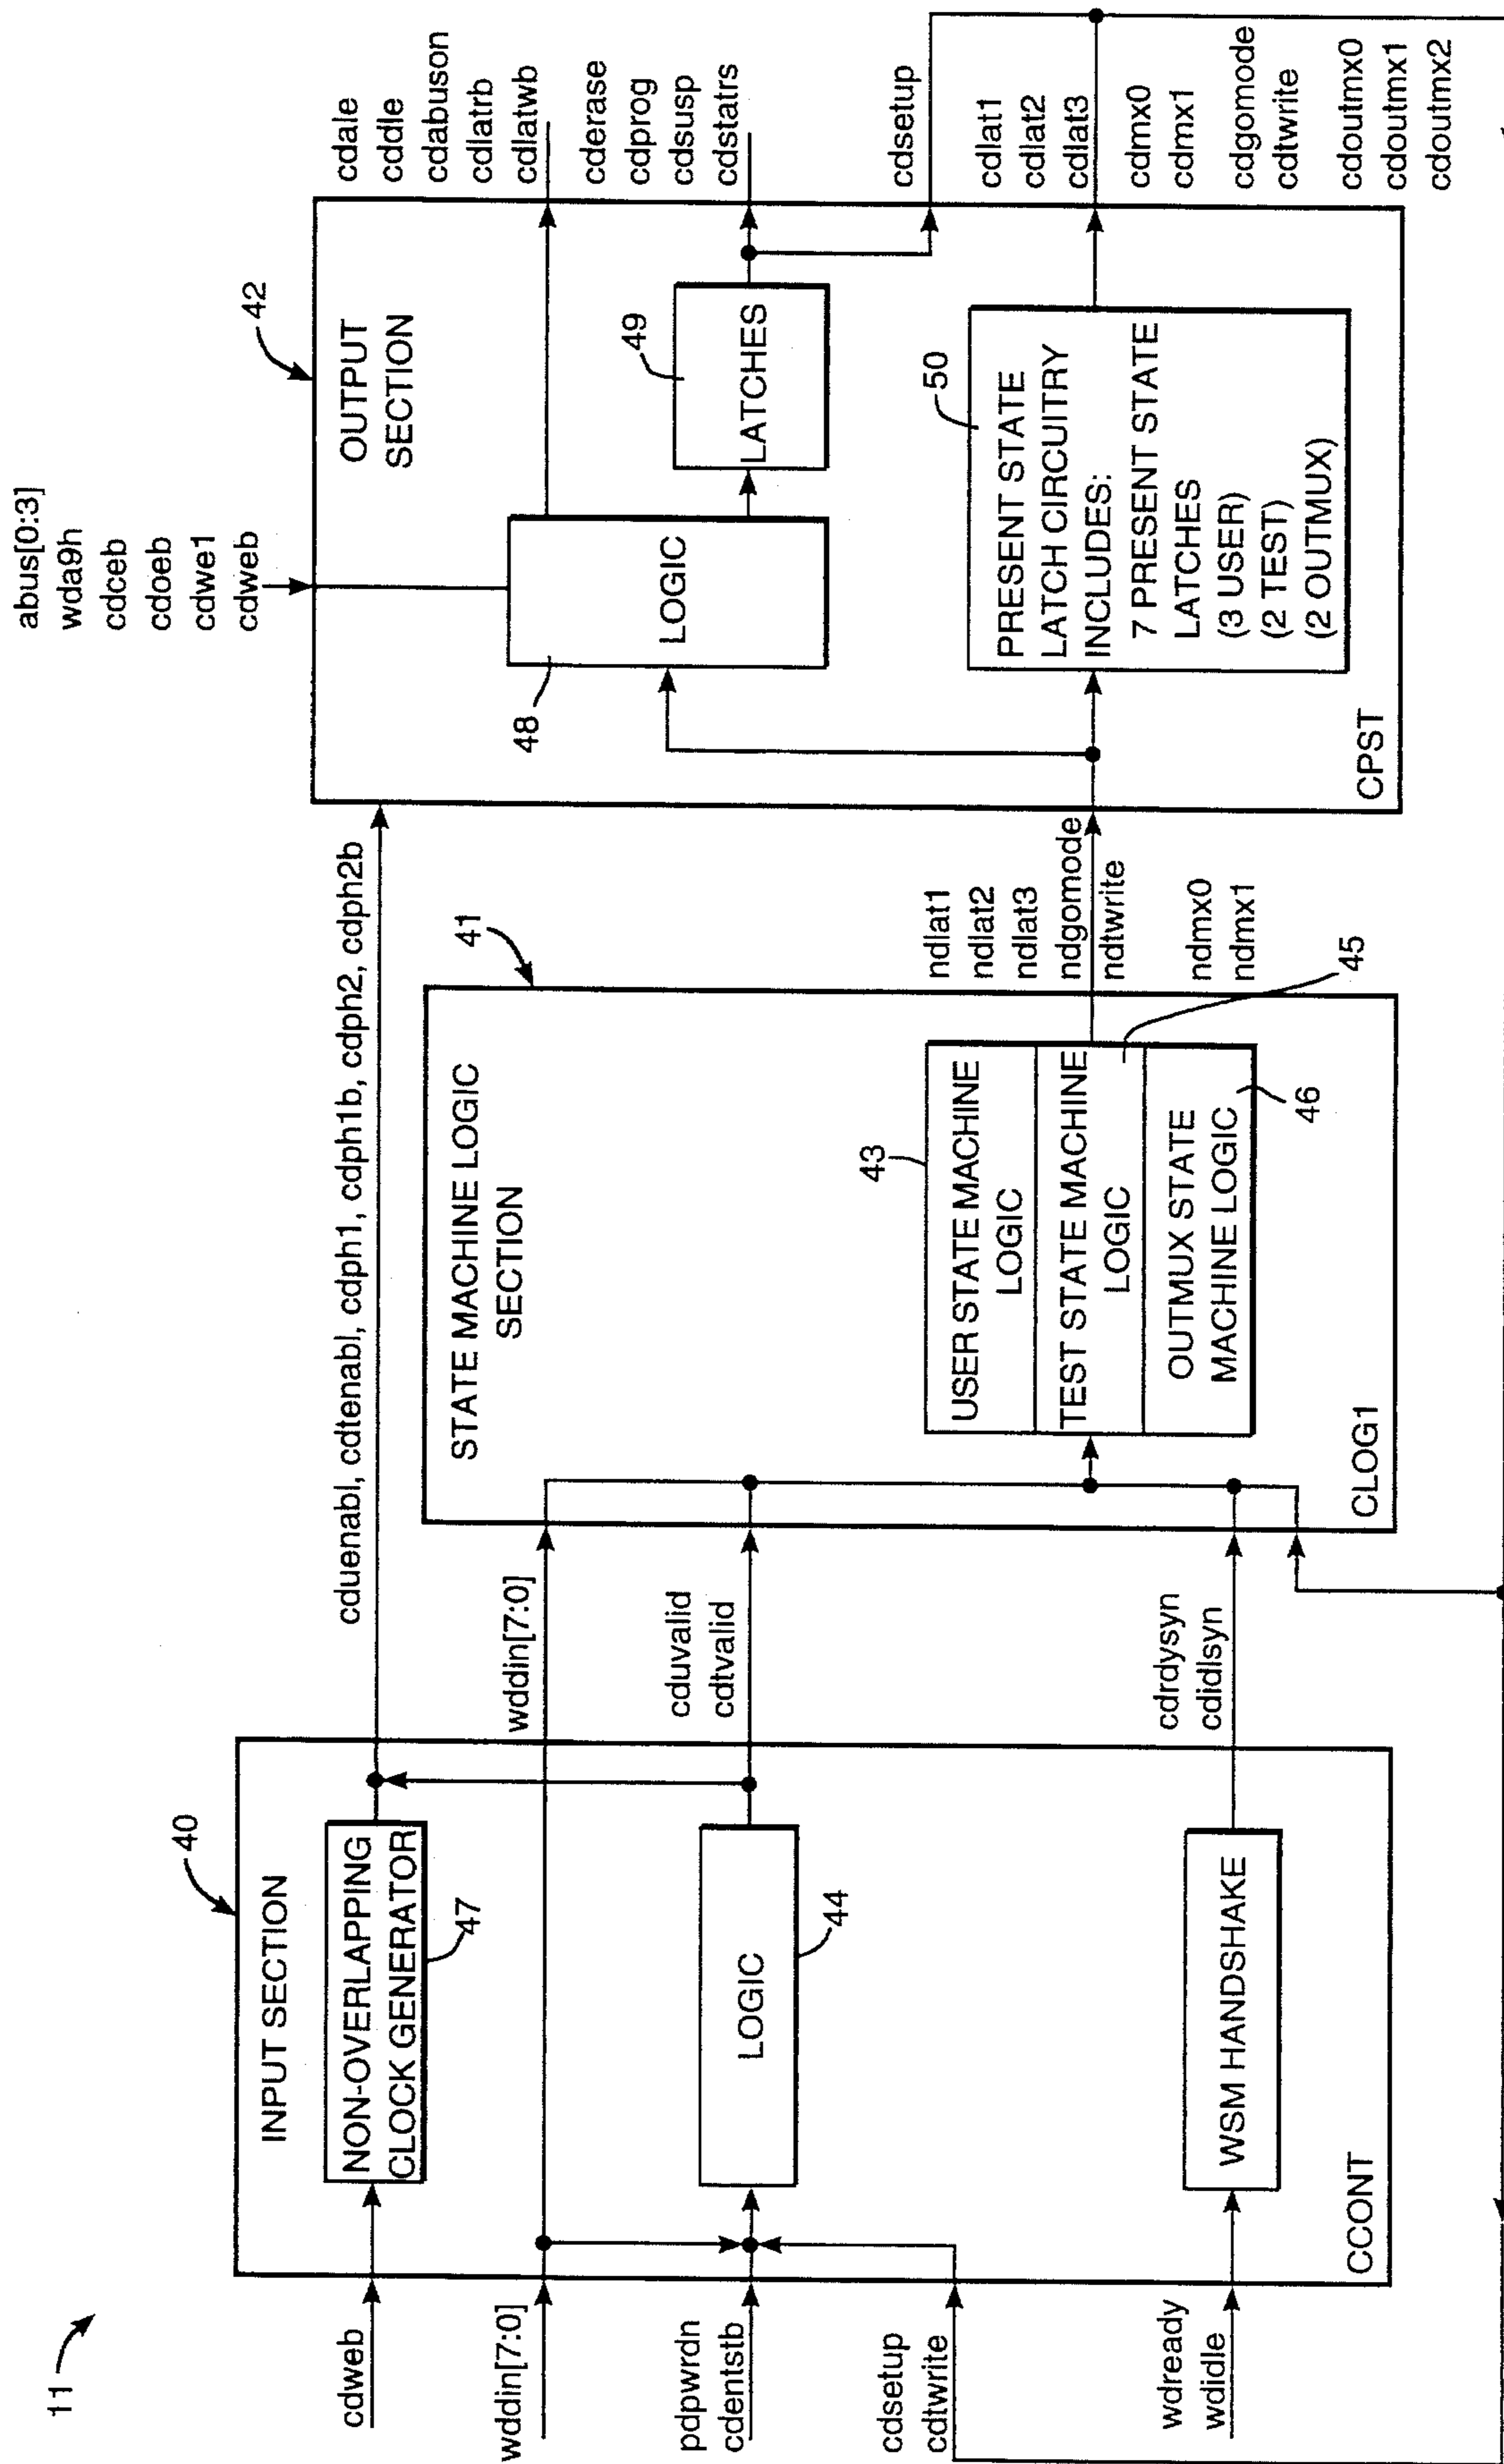 11
INPUT SECTION
40
NON-OVERLAPPING
CLOCK GENERATOR
47
LOGIC
44
WSM HANDSHAKE
CCONT
cdweb
wddin[7:0]
pdpwrdn
cdentstb
cdsetup
cdtwrite
wdready
wdidle
cduenabl, cdtenabl, cdph1, cdph1b, cdph2, cdph2b
wddin[7:0]
cduvalid
cdtvalid
cdrdysyn
cdidlsyn
STATE MACHINE LOGIC
SECTION
41
43
USER STATE MACHINE
LOGIC
TEST STATE MACHINE
LOGIC
OUTMUX STATE
MACHINE LOGIC
45
46
CLOG1
ndlat1
ndlat2
ndlat3
ndgomode
ndtwrite
ndmx0
ndmx1
abus[0:3]
wda9h
cdceb
cdoeb
cdwe1
cdweb
OUTPUT
SECTION
42
LOGIC
48
LATCHES
49
50
PRESENT STATE
LATCH CIRCUITRY
INCLUDES:
7 PRESENT STATE
LATCHES
(3 USER)
(2 TEST)
(2 OUTMUX)
CPST
cdale
cddle
cdabuson
cdlatrb
cdlatwb
cderase
cdprog
cdsusp
cdstatrs
cdsetup
cdlat1
cdlat2
cdlat3
cdmx0
cdmx1
cdgomode
cdtwrite
cdoutmx0
cdoutmx1
cdoutmx2